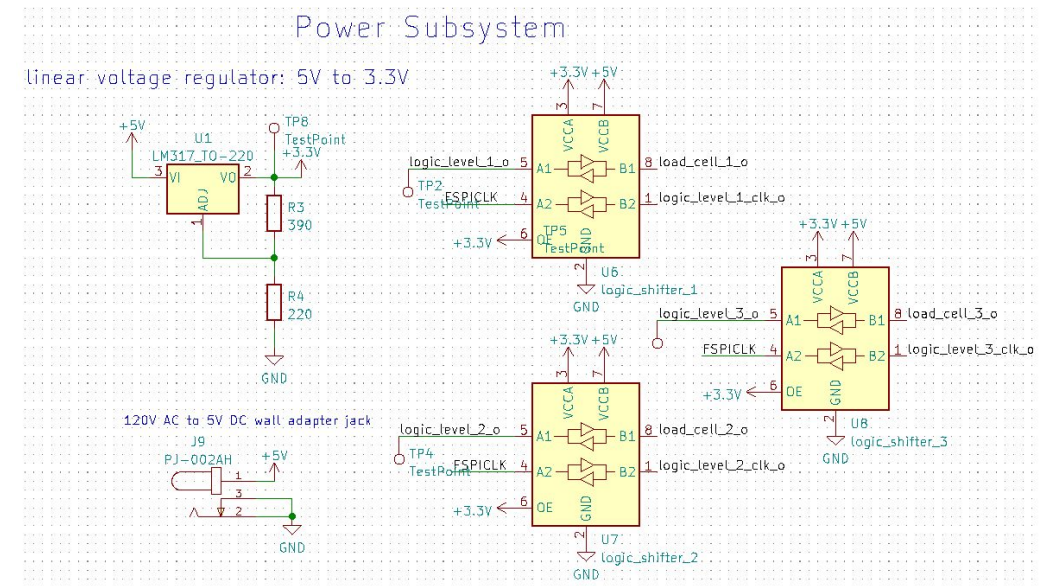 Power Subsystem
linear voltage regulator: 5V to 3.3V
+5V
U1
LM317_TO-220
3 VI
VO 2
ADJ
1
TP8
TestPoint
+3.3V
R3
390
R4
220
GND
120V AC to 5V DC wall adapter jack
J9
PJ-002AH
+5V
1
3
2
GND
+3.3V +5V
3
7
VCCA
VCCB
logic_level_1_o
5 A1
B1 8
load_cell_1_o
TP2
TestPoint
FSPICLK
4 A2
B2 1
logic_level_1_clk_o
+3.3V
6 OE
TP5
TestPoint
GND
2
U6
logic_shifter_1
GND
+3.3V +5V
3
7
VCCA
VCCB
logic_level_2_o
5 A1
B1 8
load_cell_2_o
TP4
TestPoint
FSPICLK
4 A2
B2 1
logic_level_2_clk_o
+3.3V
6 OE
GND
2
U7
logic_shifter_2
GND
+3.3V +5V
3
7
VCCA
VCCB
logic_level_3_o
5 A1
B1 8
load_cell_3_o
FSPICLK
4 A2
B2 1
logic_level_3_clk_o
+3.3V
6 OE
GND
2
U8
logic_shifter_3
GND